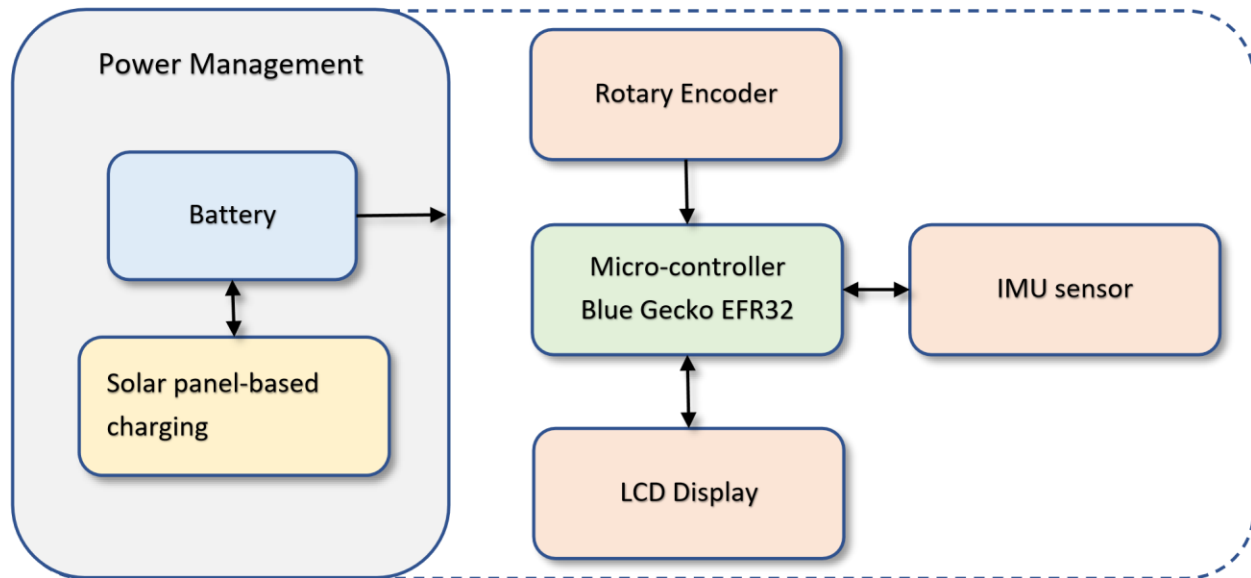 Power Management
Battery
Solar panel-based
charging
Rotary Encoder
Micro-controller
Blue Gecko EFR32
IMU sensor
LCD Display